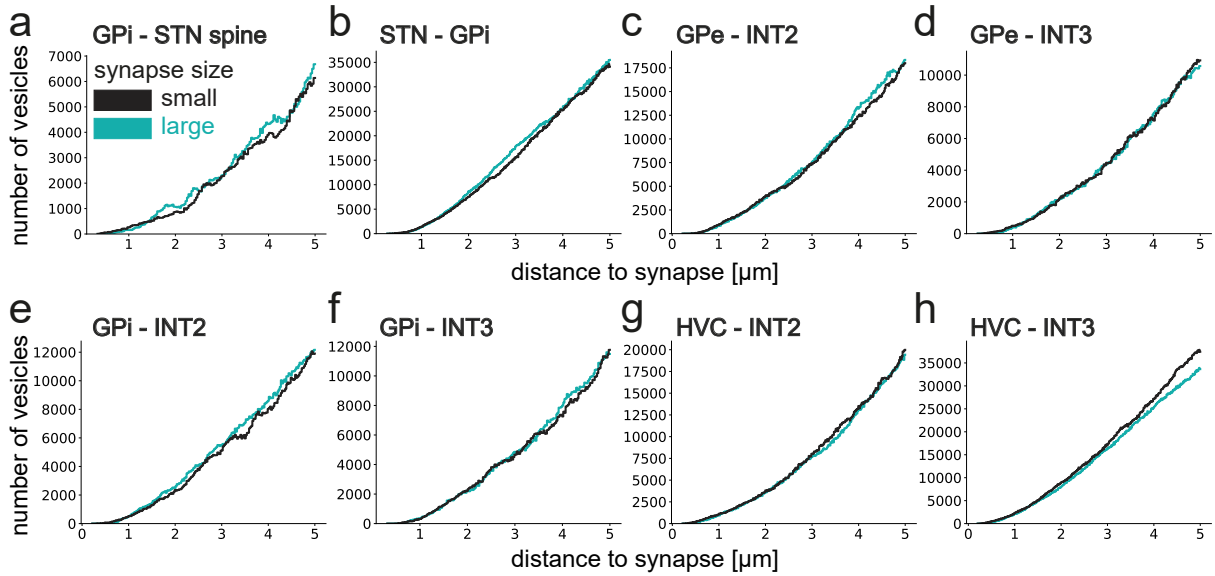 a GPi - STN spine
b STN - GPi
c GPe - INT2
d GPe - INT3
number of vesicles
synapse size
small
large
7000
6000
5000
4000
3000
2000
1000
0
1 2 3 4 5
35000
30000
25000
20000
15000
10000
5000
0
1 2 3 4 5
17500
15000
12500
10000
7500
5000
2500
0
0 1 2 3 4 5
10000
8000
6000
4000
2000
0
0 1 2 3 4 5
distance to synapse [µm]
e GPi - INT2
f GPi - INT3
g HVC - INT2
h HVC - INT3
number of vesicles
12000
10000
8000
6000
4000
2000
0
0 1 2 3 4 5
12000
10000
8000
6000
4000
2000
0
0 1 2 3 4 5
20000
17500
15000
12500
10000
7500
5000
2500
0
0 1 2 3 4 5
35000
30000
25000
20000
15000
10000
5000
0
0 1 2 3 4 5
distance to synapse [µm]